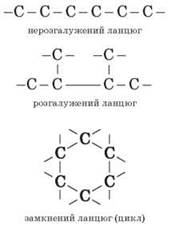 –C–C–C–C–C–C–
нерозгалужений ланцюг
–C– –C–
–C–C——C–C–
розгалужений ланцюг
C
C C
C C
C
замкнений ланцюг (цикл)